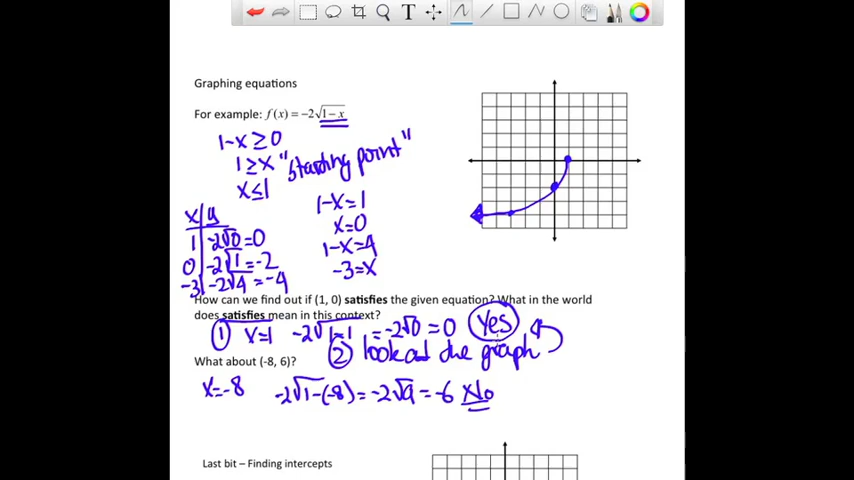 T
Graphing equations
For example: f(x) = -2√1-x
1-x ≥ 0
1 ≥ x "starting point"
x ≤ 1
1-x=1
x=0
1-x=4
-3=x
x | y
1 | -2√0 = 0
0 | -2√1 = -2
-3 | -2√4 = -4
How can we find out if (1, 0) satisfies the given equation? What in the world
does satisfies mean in this context?
① x=1 -2√1-1 = -2√0 = 0 Yes
② look at the graph
What about (-8, 6)?
x=-8 -2√1-(-8) = -2√9 = -6 No
Last bit – Finding intercepts